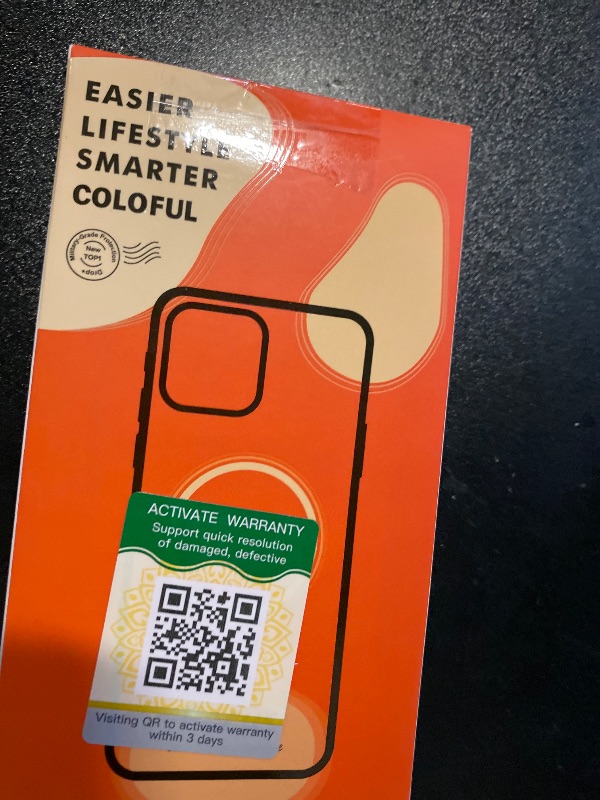 EASIER
LIFESTYLE
SMARTER
COLOFUL
Military-Grade Protection
New
TOP1
ACTIVATE WARRANTY
Support quick resolution
of damaged, defective
Visiting QR to activate warranty
within 3 days